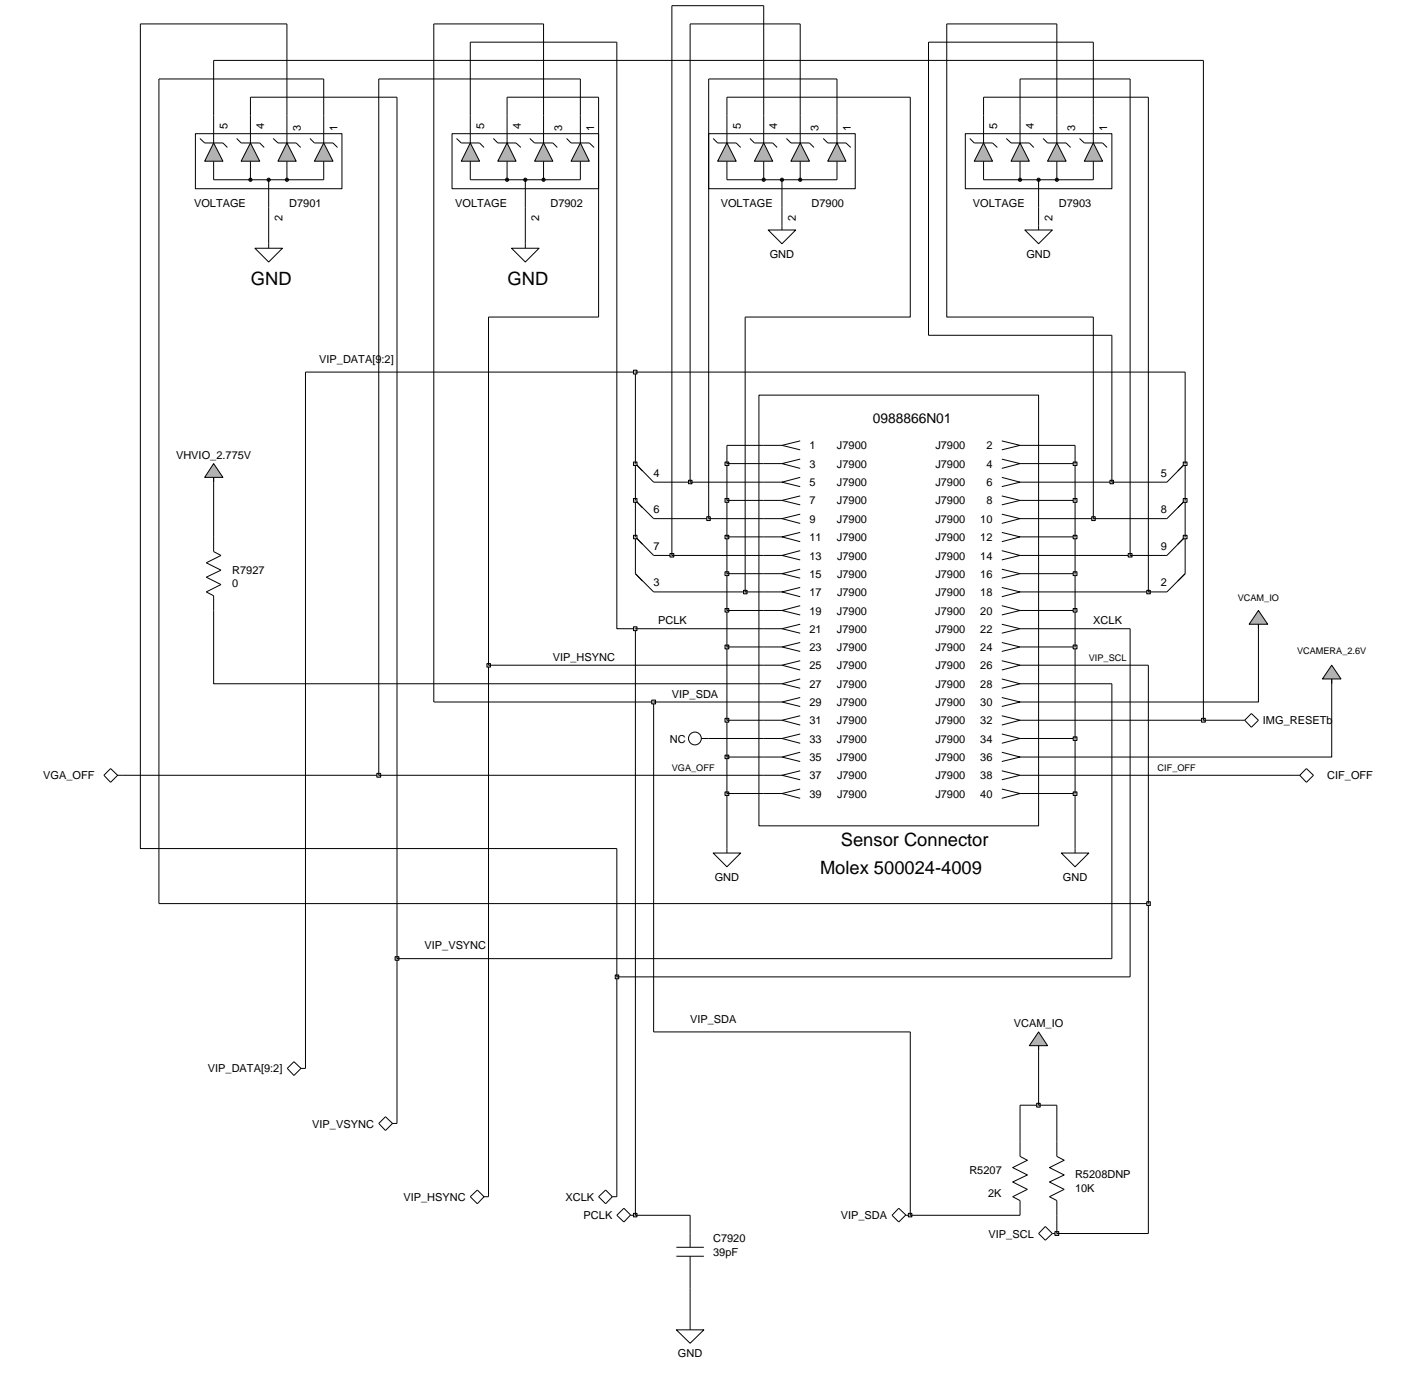 5 4 3 1
5 4 3 1
5 4 3 1
5 4 3 1
VOLTAGE D7901
VOLTAGE D7902
VOLTAGE D7900
VOLTAGE D7903
2
2
2
2
GND
GND
GND
GND
VIP_DATA[9:2]
0988866N01
1 J7900 J7900 2
VHVIO_2.775V
3 J7900 J7900 4
4 5
5 J7900 J7900 6
7 J7900 J7900 8
6 8
9 J7900 J7900 10
11 J7900 J7900 12
7 9
13 J7900 J7900 14
R7927
0
15 J7900 J7900 16
3 2
17 J7900 J7900 18
VCAM_IO
19 J7900 J7900 20
PCLK XCLK
21 J7900 J7900 22
23 J7900 J7900 24
VCAMERA_2.6V
VIP_HSYNC VIP_SCL
25 J7900 J7900 26
27 J7900 J7900 28
VIP_SDA
29 J7900 J7900 30
31 J7900 J7900 32
IMG_RESETb
NC
33 J7900 J7900 34
35 J7900 J7900 36
VGA_OFF CIF_OFF
VGA_OFF 37 J7900 J7900 38 CIF_OFF
39 J7900 J7900 40
Sensor Connector
Molex 500024-4009
GND
GND
VIP_VSYNC
VIP_SDA
VCAM_IO
VIP_DATA[9:2]
VIP_VSYNC
R5207
2K
R5208DNP
10K
VIP_HSYNC
XCLK
PCLK
VIP_SDA
VIP_SCL
C7920
39pF
GND